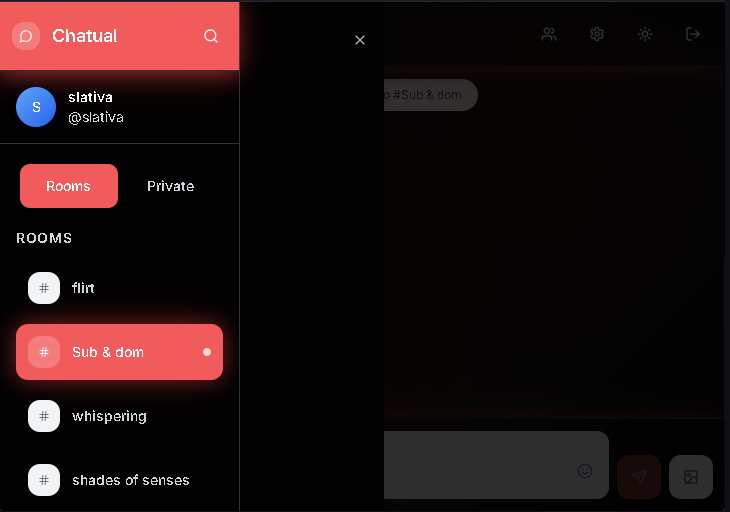 Chatual
S
slativa
@slativa
Rooms
Private
ROOMS
# flirt
# Sub & dom
# whispering
# shades of senses
#Sub & dom